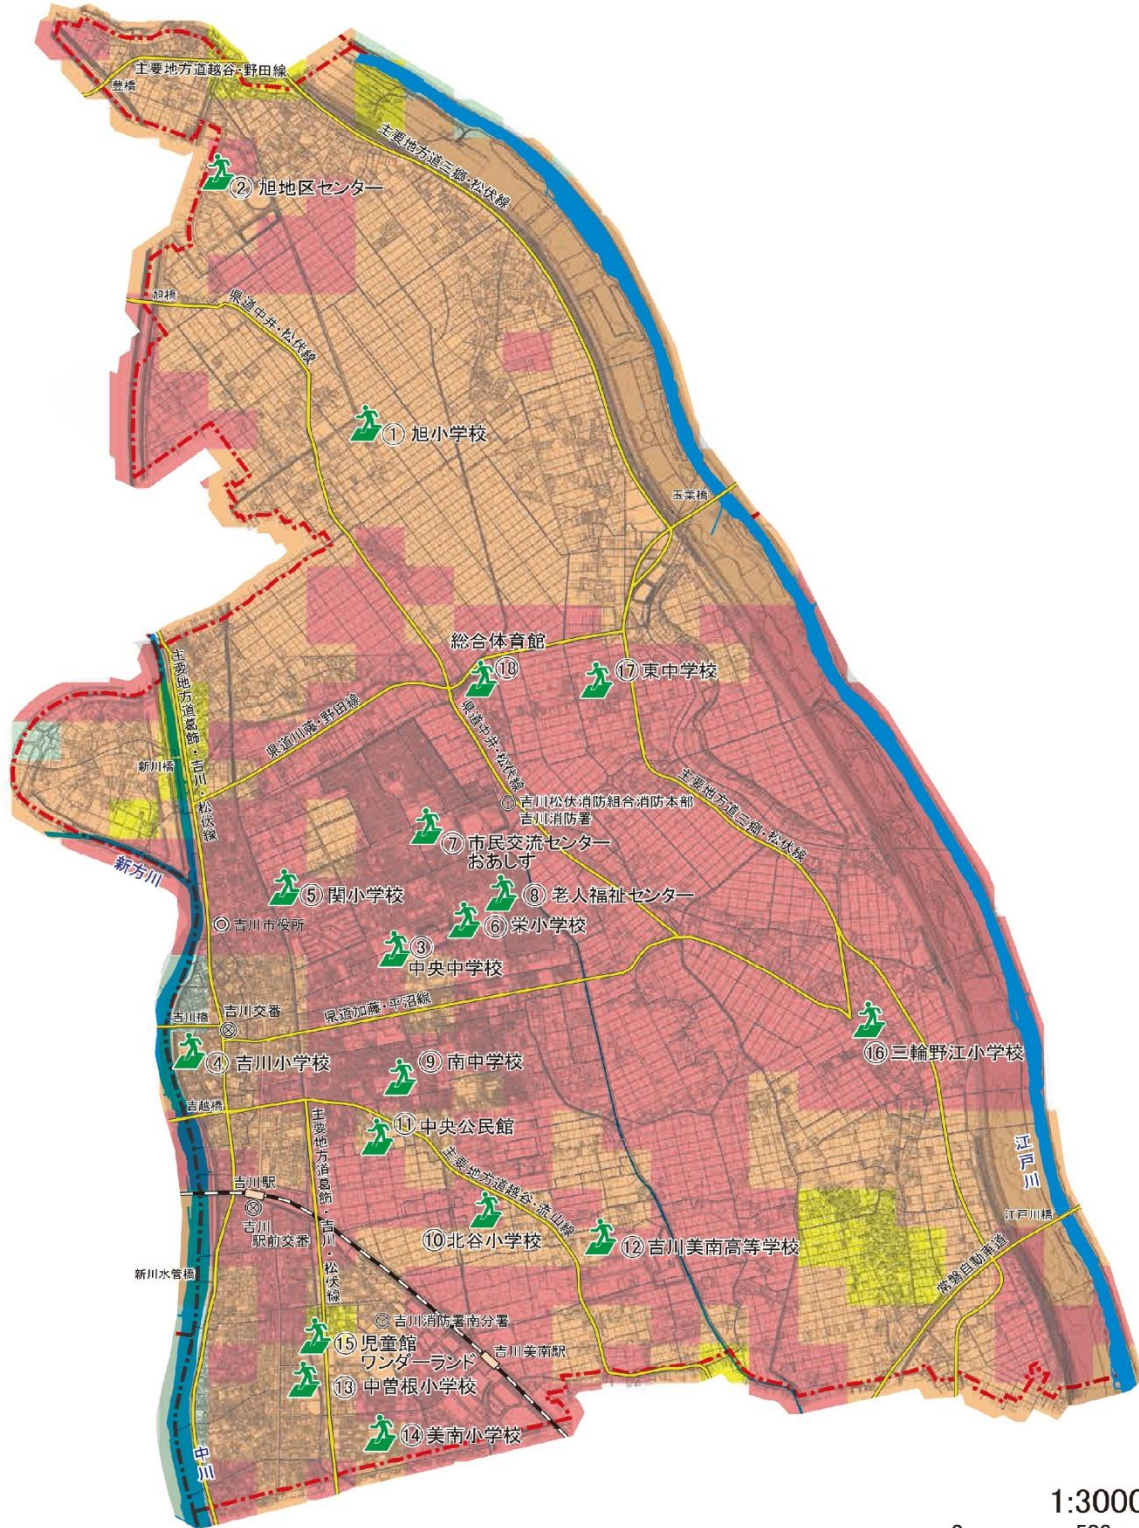 主要地方道越谷・野田線
豊橋
主要地方道三郷・松伏線
② 旭地区センター
旭橋
県道中井・松伏線
① 旭小学校
玉葉橋
総合体育館
⑱
⑰ 東中学校
主要地方道葛飾・吉川・松伏線
県道川藤・野田線
県道中井・松伏線
新川橋
主要地方道三郷・松伏線
吉川松伏消防組合消防本部
吉川消防署
⑦ 市民交流センター
おあしす
新方川
⑤ 関小学校
⑧ 老人福祉センター
吉川市役所
⑥ 栄小学校
③
中央中学校
県道加藤・平沼線
吉川橋
吉川交番
④ 吉川小学校
⑯ 三輪野江小学校
⑨ 南中学校
吉越橋
主要地方道葛飾・吉川・松伏線
⑪ 中央公民館
主要地方道越谷・流山線
江戸川
吉川駅
吉川
駅前交番
⑩ 北谷小学校
⑫ 吉川美南高等学校
江戸川橋
常磐自動車道
新川水管橋
吉川消防署南分署
⑮ 児童館
ワンダーランド
吉川美南駅
⑬ 中曽根小学校
⑭ 美南小学校
中川
1:3000